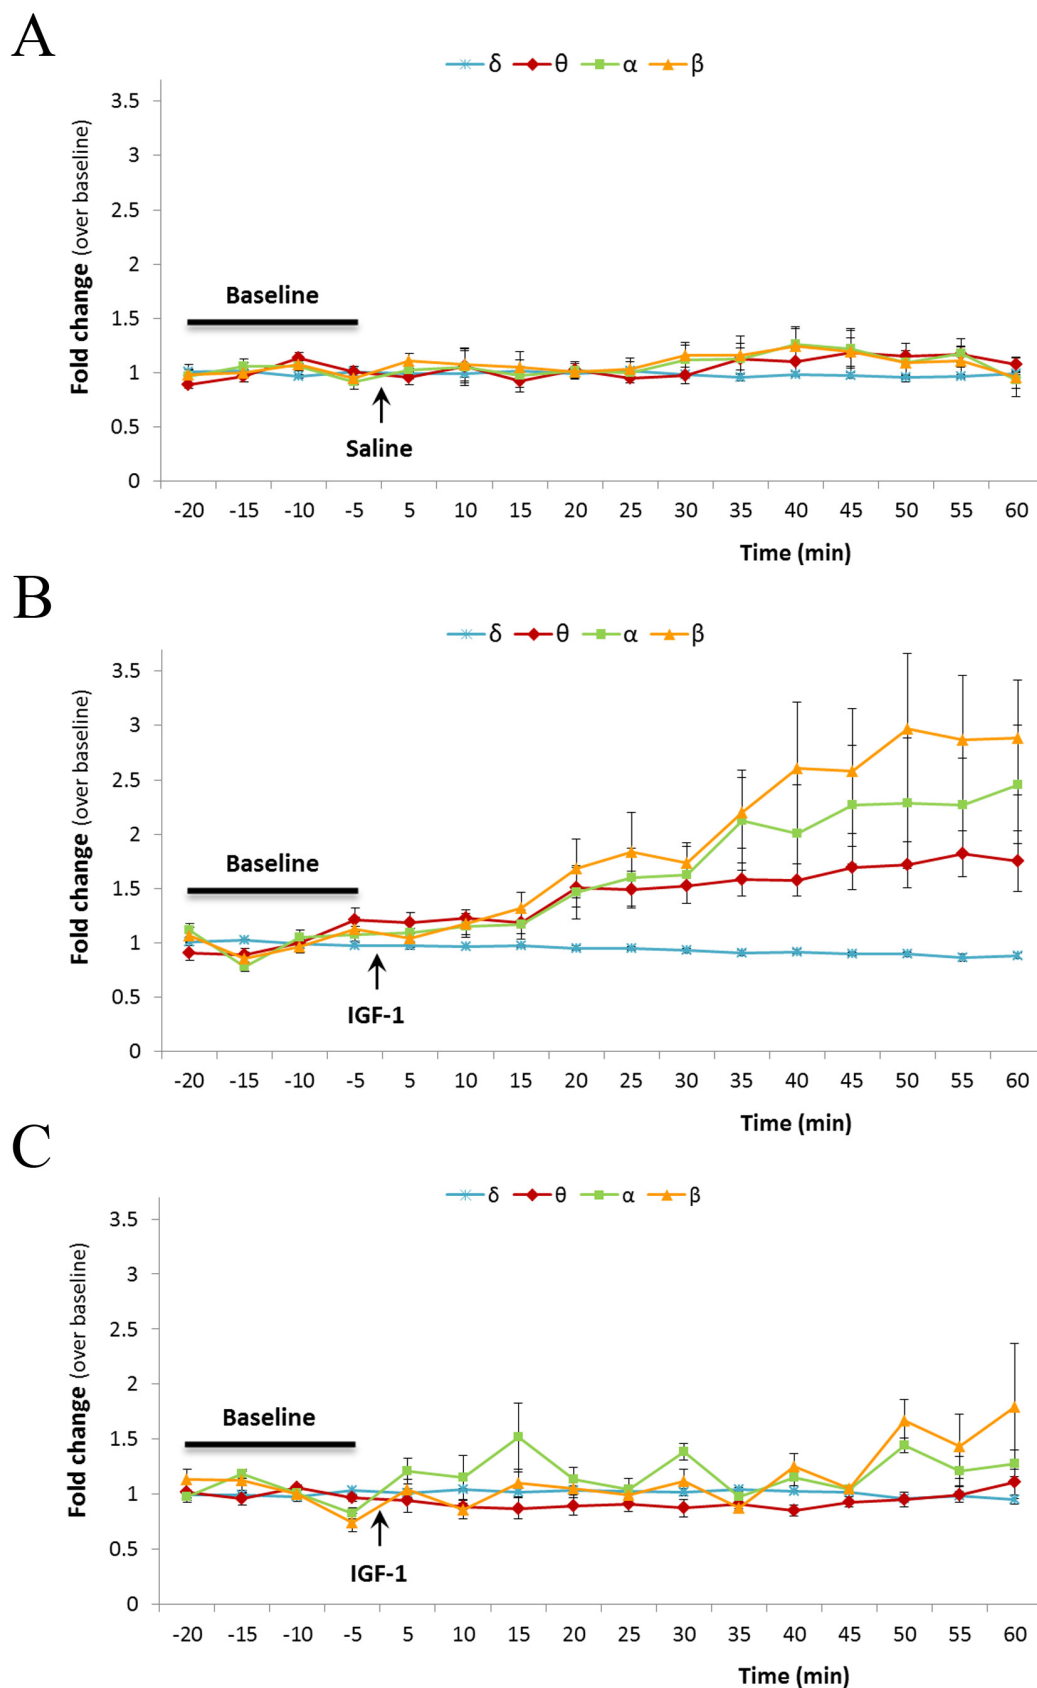 A
δ θ α β
Fold change (over baseline)
3.5
3
2.5
2
1.5
1
0.5
0
Baseline
Saline
-20 -15 -10 -5 5 10 15 20 25 30 35 40 45 50 55 60
Time (min)
B
δ θ α β
Fold change (over baseline)
3.5
3
2.5
2
1.5
1
0.5
0
Baseline
IGF-1
-20 -15 -10 -5 5 10 15 20 25 30 35 40 45 50 55 60
Time (min)
C
δ θ α β
Fold change (over baseline)
3.5
3
2.5
2
1.5
1
0.5
0
Baseline
IGF-1
-20 -15 -10 -5 5 10 15 20 25 30 35 40 45 50 55 60
Time (min)